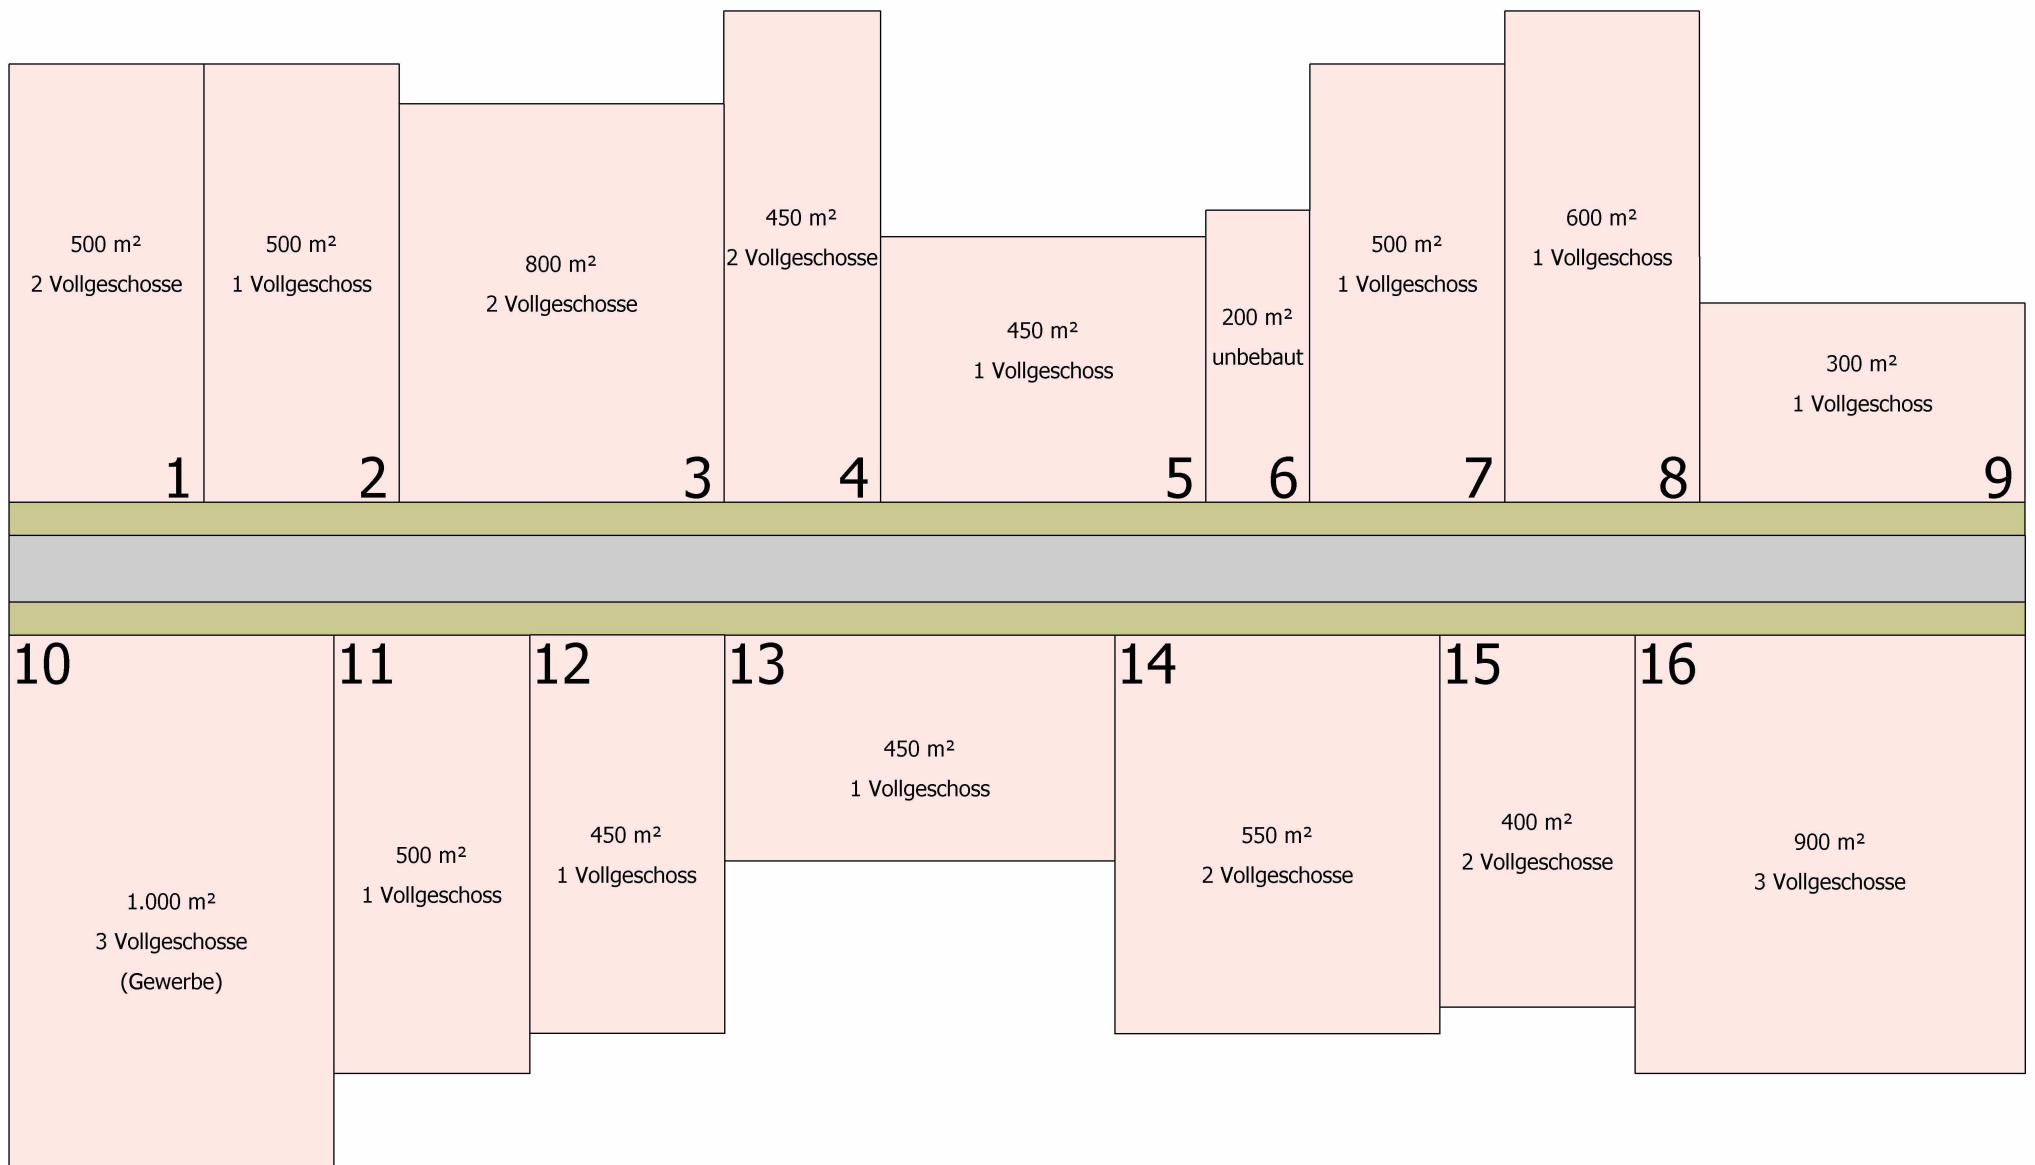 500 m²
2 Vollgeschosse
1
500 m²
1 Vollgeschoss
2
800 m²
2 Vollgeschosse
3
450 m²
2 Vollgeschosse
4
450 m²
1 Vollgeschoss
5
200 m²
unbebaut
6
500 m²
1 Vollgeschoss
7
600 m²
1 Vollgeschoss
8
300 m²
1 Vollgeschoss
9
10
1.000 m²
3 Vollgeschosse
(Gewerbe)
11
500 m²
1 Vollgeschoss
12
450 m²
1 Vollgeschoss
13
450 m²
1 Vollgeschoss
14
550 m²
2 Vollgeschosse
15
400 m²
2 Vollgeschosse
16
900 m²
3 Vollgeschosse